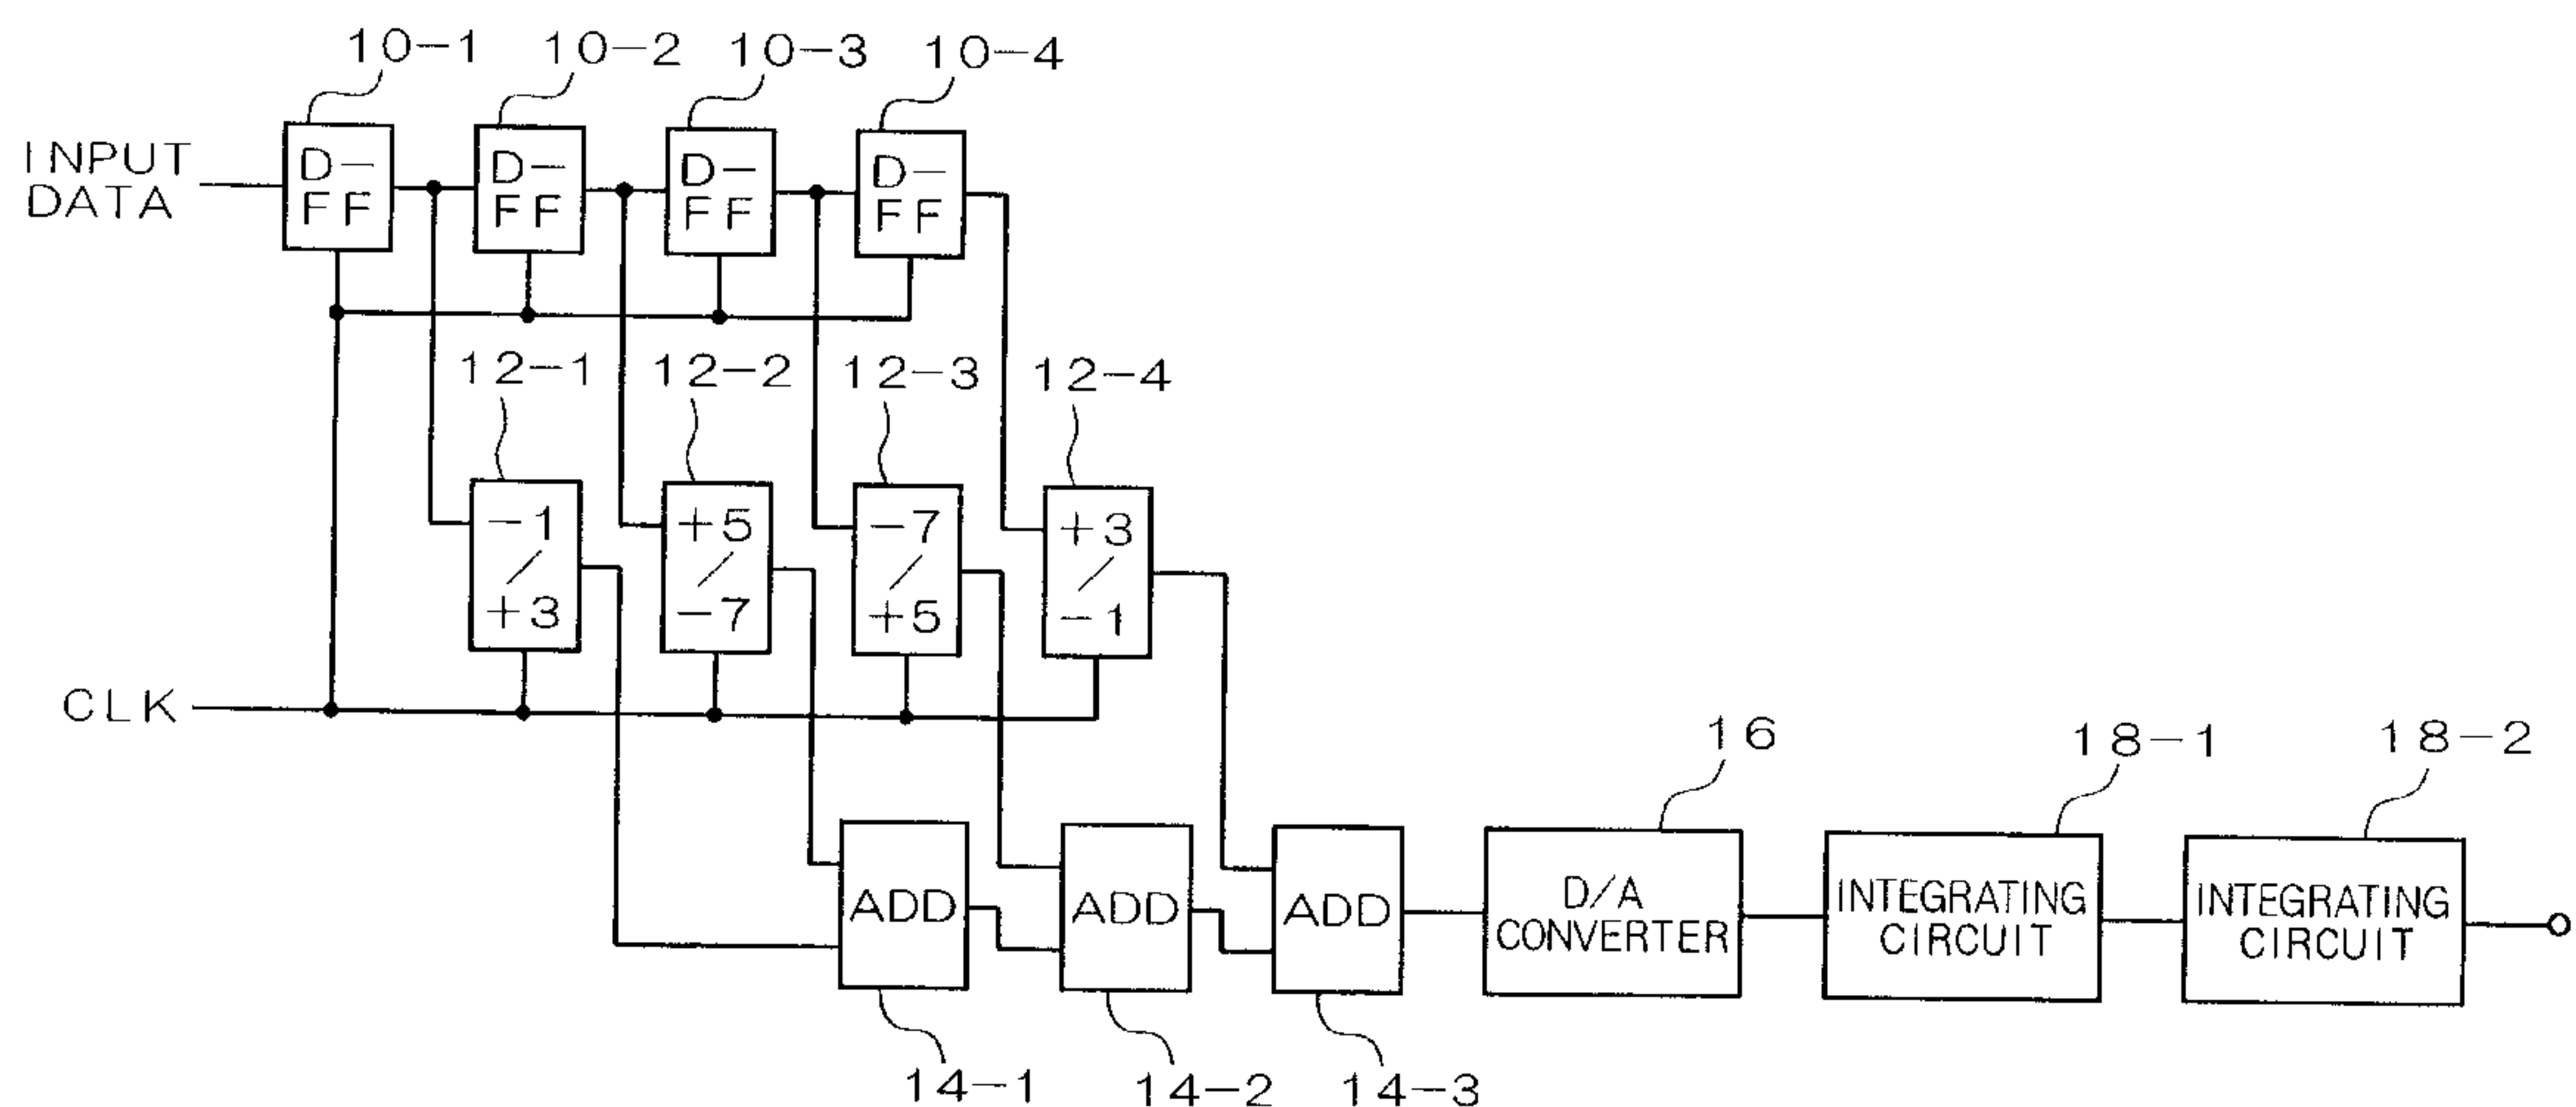 10-1
10-2
10-3
10-4
INPUT
DATA
D-
FF
D-
FF
D-
FF
D-
FF
12-1
12-2
12-3
12-4
-1
/
+3
+5
/
-7
-7
/
+5
+3
/
-1
CLK
16
18-1
18-2
ADD
ADD
ADD
D/A
CONVERTER
INTEGRATING
CIRCUIT
INTEGRATING
CIRCUIT
14-1
14-2
14-3